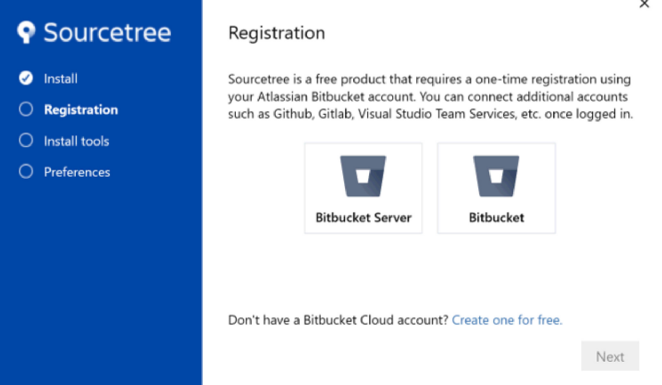 Sourcetree
Install
Registration
Install tools
Preferences
Registration
Sourcetree is a free product that requires a one-time registration using
your Atlassian Bitbucket account. You can connect additional accounts
such as Github, Gitlab, Visual Studio Team Services, etc. once logged in.
Bitbucket Server
Bitbucket
Don't have a Bitbucket Cloud account? Create one for free.
Next